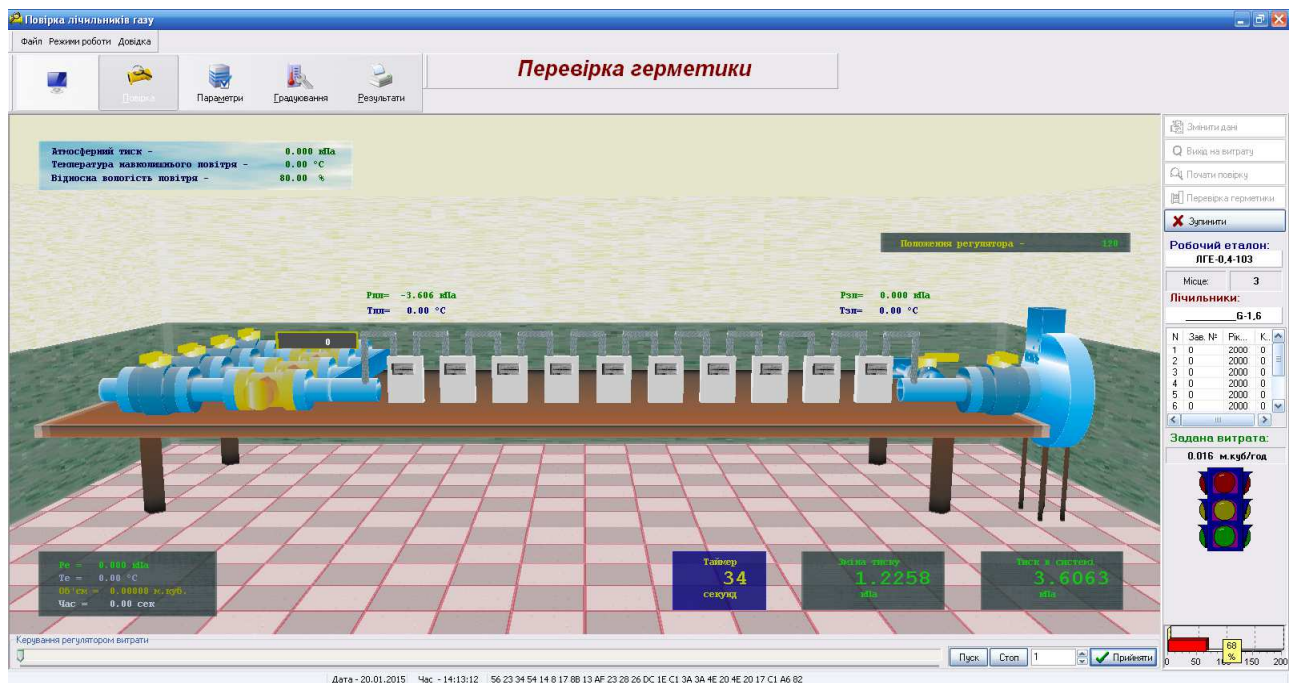 Повірка лічильників газу
Файл Режими роботи Довідка
Повірка Параметри Градуювання Результати
Перевірка герметики
Атмосферний тиск - 0.000 кПа
Температура навколишнього повітря - 0.00 °C
Відносна вологість повітря - 80.00 %
Положення регулятора - 120
Рпл= -3.606 кПа
Тпл= 0.00 °C
Рзл= 0.000 кПа
Тзл= 0.00 °C
0
Ре = 0.000 кПа
Те = 0.00 °C
Об'єм = 0.00000 м.куб.
Час = 0.00 сек
Таймер
34
секунд
Зміна тиску
1.2258
кПа
Тиск в системі
3.6063
кПа
Змінити дані
Вихід на витрату
Почати повірку
Перевірка герметики
Зупинити
Робочий еталон:
ЛГЕ-0,4-103
Місце: 3
Лічильники:
_______G-1,6
N Зав. № Рік... К..
1 0 2000 0
2 0 2000 0
3 0 2000 0
4 0 2000 0
5 0 2000 0
6 0 2000 0
Задана витрата:
0.016 м.куб/год
Керування регулятором витрати
Пуск Стоп 1 Прийняти
68
%
0 50 100 150 200
Дата - 20.01.2015 Час - 14:13:12 56 23 34 54 14 8 17 8B 13 AF 23 28 26 DC 1E C1 3A 3A 4E 20 4E 20 17 C1 A6 82